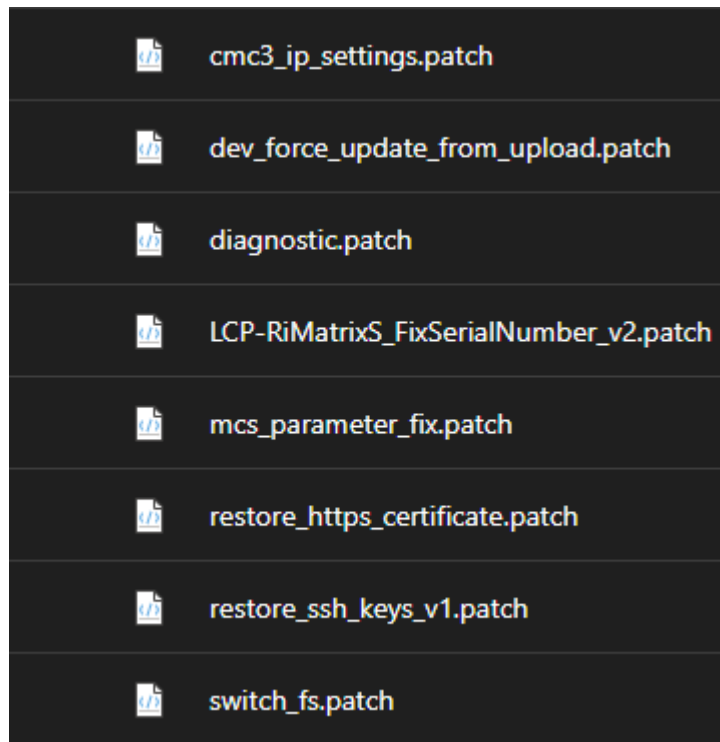 cmc3_ip_settings.patch
dev_force_update_from_upload.patch
diagnostic.patch
LCP-RiMatrixS_FixSerialNumber_v2.patch
mcs_parameter_fix.patch
restore_https_certificate.patch
restore_ssh_keys_v1.patch
switch_fs.patch